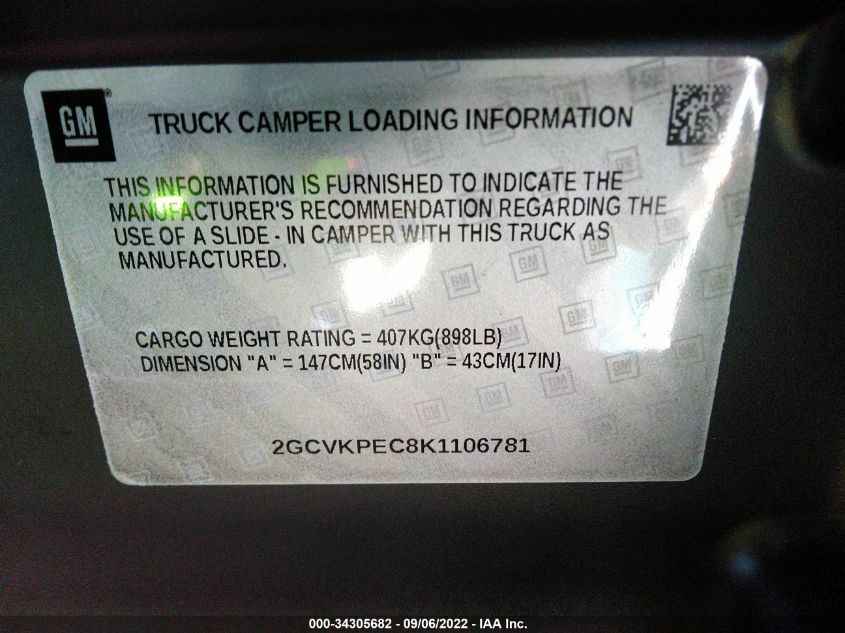 GM
TRUCK CAMPER LOADING INFORMATION
THIS INFORMATION IS FURNISHED TO INDICATE THE
MANUFACTURER'S RECOMMENDATION REGARDING THE
USE OF A SLIDE - IN CAMPER WITH THIS TRUCK AS
MANUFACTURED.
CARGO WEIGHT RATING = 407KG(898LB)
DIMENSION "A" = 147CM(58IN) "B" = 43CM(17IN)
2GCVKPEC8K1106781
000-34305682 - 09/06/2022 - IAA Inc.